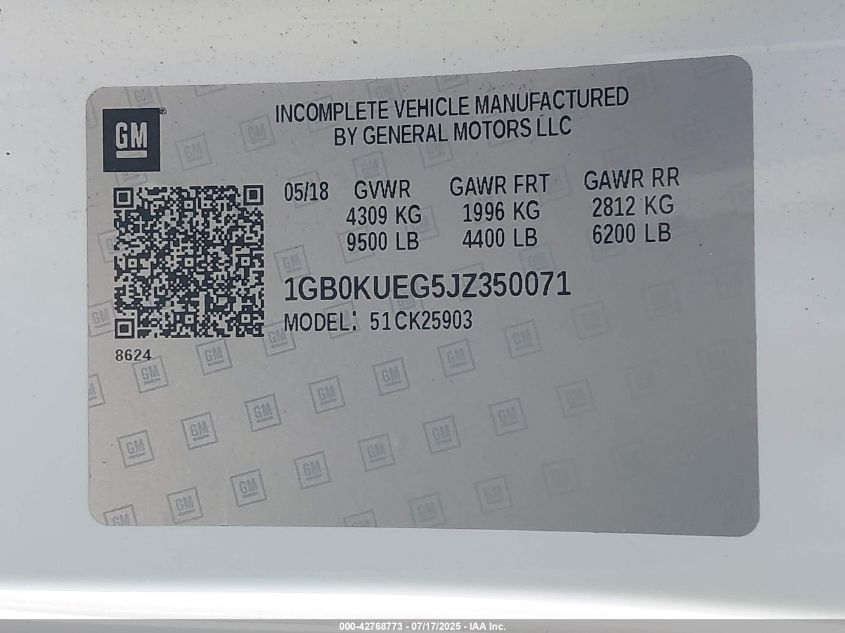 INCOMPLETE VEHICLE MANUFACTURED
BY GENERAL MOTORS LLC
GM
05/18 GVWR GAWR FRT GAWR RR
4309 KG 1996 KG 2812 KG
9500 LB 4400 LB 6200 LB
1GB0KUEG5JZ350071
MODEL: 51CK25903
8624
000-42768773 - 07/17/2025 - IAA Inc.